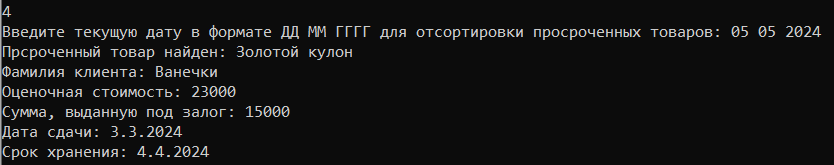 4
Введите текущую дату в формате ДД ММ ГГГГ для отсортировки просроченных товаров: 05 05 2024
Прсроченный товар найден: Золотой кулон
Фамилия клиента: Ванечки
Оценочная стоимость: 23000
Сумма, выданную под залог: 15000
Дата сдачи: 3.3.2024
Срок хранения: 4.4.2024